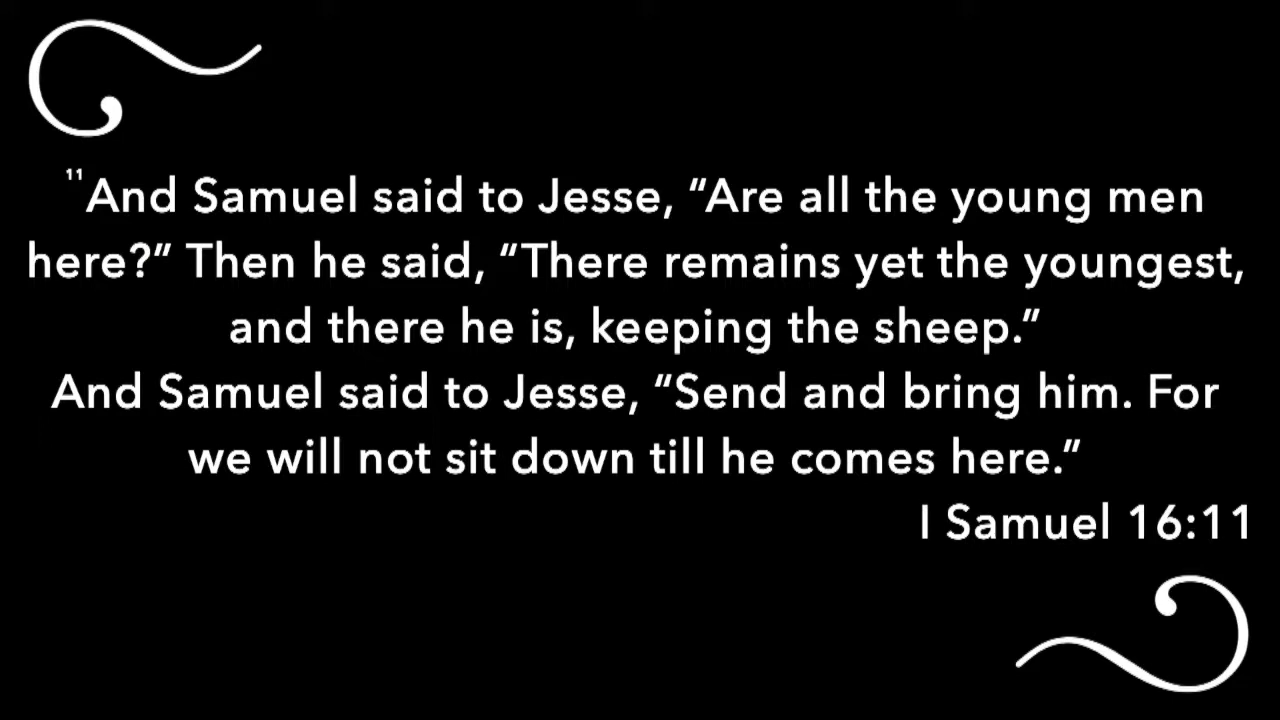 ¹¹And Samuel said to Jesse, “Are all the young men
here?” Then he said, “There remains yet the youngest,
and there he is, keeping the sheep.”
And Samuel said to Jesse, “Send and bring him. For
we will not sit down till he comes here.”
I Samuel 16:11